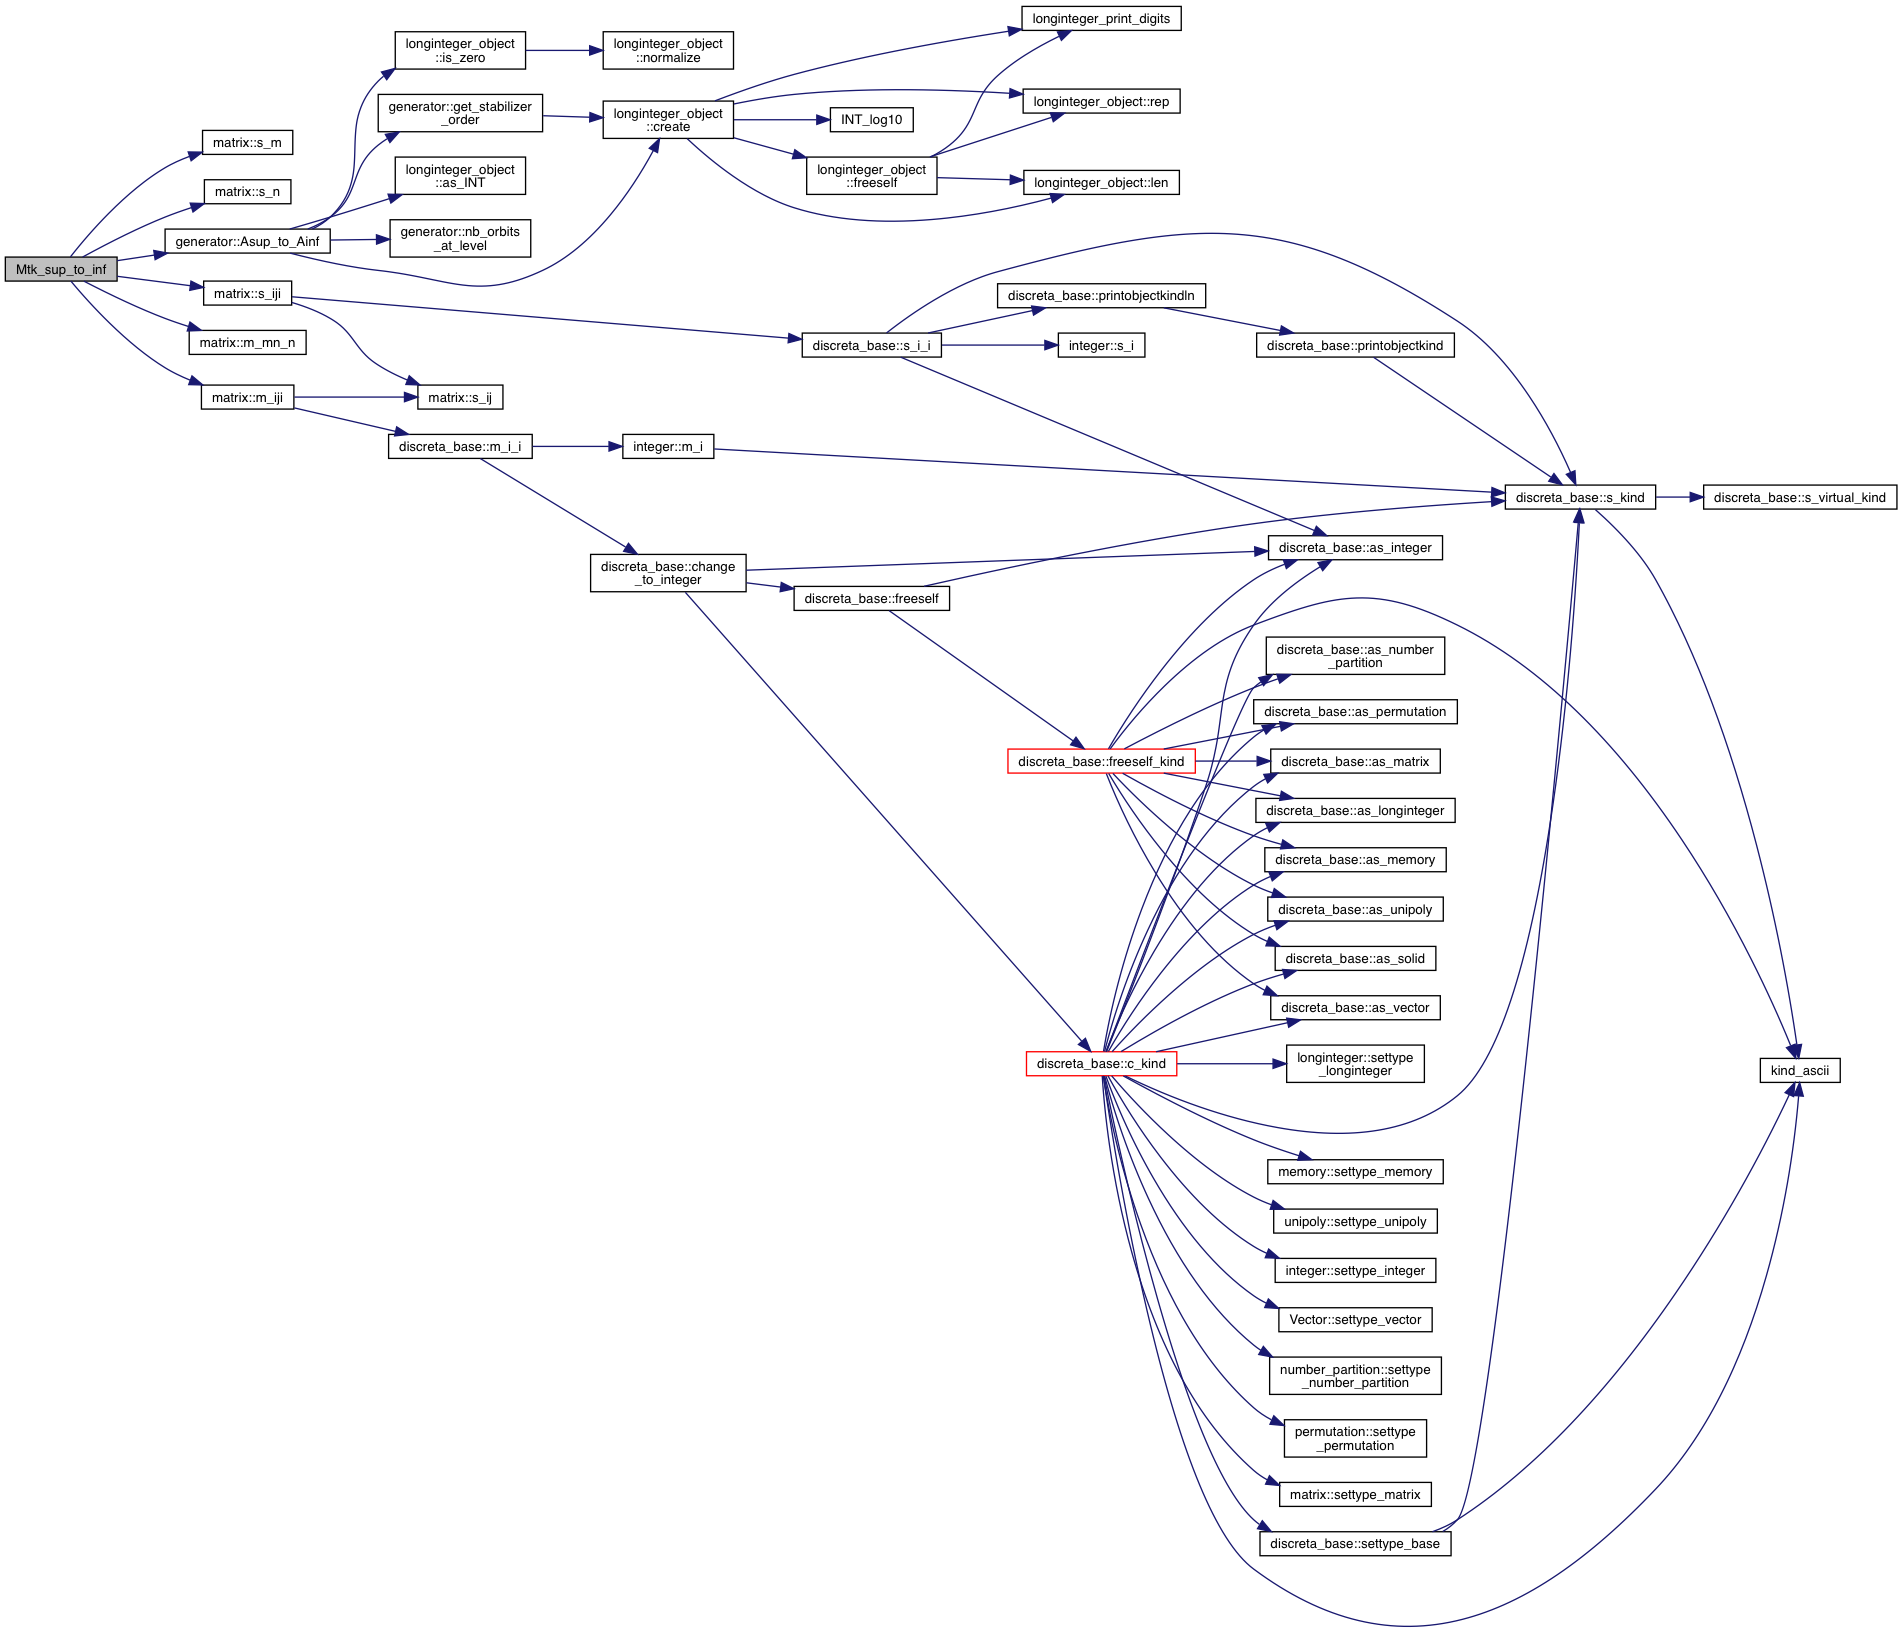 Mtk_sup_to_inf
matrix::s_m
matrix::s_n
generator::Asup_to_Ainf
matrix::s_iji
matrix::m_mn_n
matrix::m_iji
longinteger_object
::is_zero
generator::get_stabilizer
_order
longinteger_object
::as_INT
generator::nb_orbits
_at_level
matrix::s_ij
discreta_base::m_i_i
longinteger_object
::normalize
longinteger_object
::create
integer::m_i
discreta_base::change
_to_integer
INT_log10
longinteger_object
::freeself
discreta_base::s_i_i
discreta_base::freeself
longinteger_print_digits
longinteger_object::rep
longinteger_object::len
discreta_base::printobjectkindln
integer::s_i
discreta_base::freeself_kind
discreta_base::c_kind
discreta_base::printobjectkind
discreta_base::as_integer
discreta_base::as_number
_partition
discreta_base::as_permutation
discreta_base::as_matrix
discreta_base::as_longinteger
discreta_base::as_memory
discreta_base::as_unipoly
discreta_base::as_solid
discreta_base::as_vector
longinteger::settype
_longinteger
memory::settype_memory
unipoly::settype_unipoly
integer::settype_integer
Vector::settype_vector
number_partition::settype
_number_partition
permutation::settype
_permutation
matrix::settype_matrix
discreta_base::settype_base
discreta_base::s_kind
discreta_base::s_virtual_kind
kind_ascii